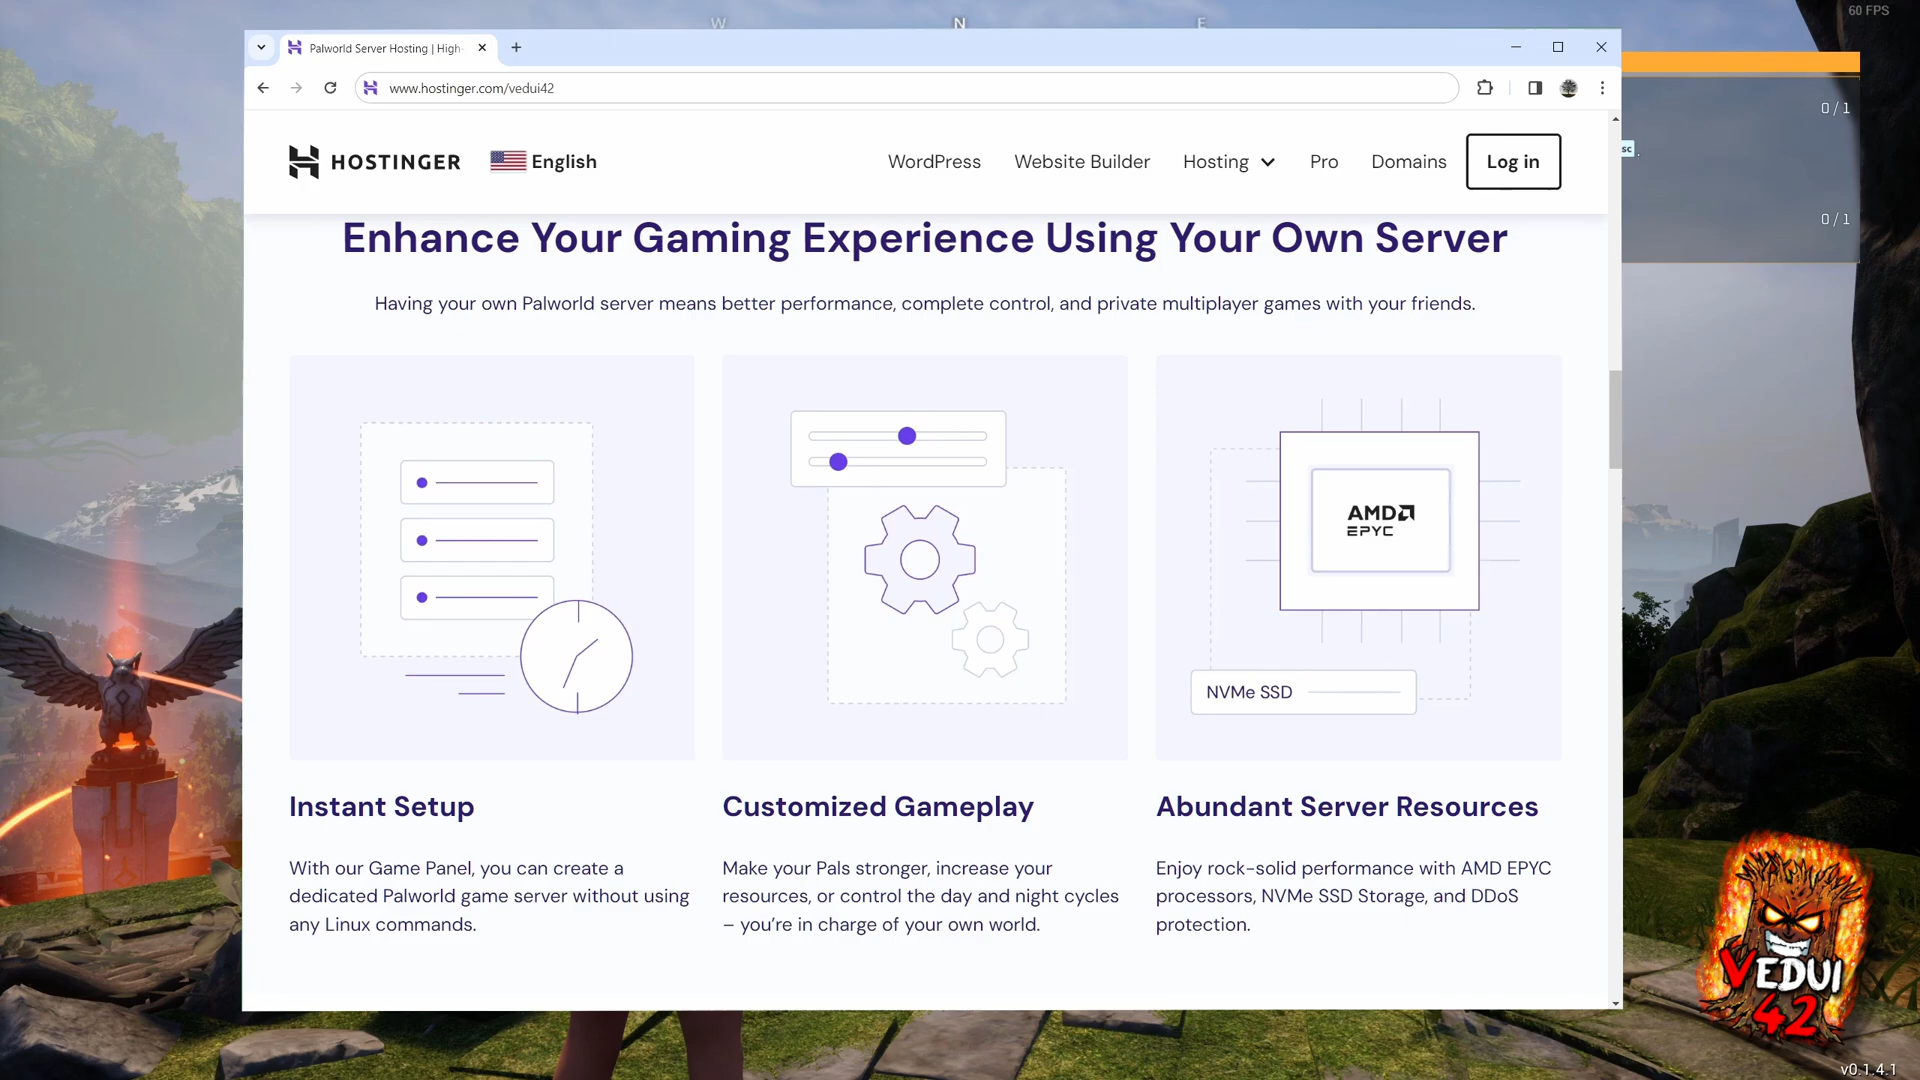 W N E
60 FPS
Palworld Server Hosting | High-
www.hostinger.com/vedui42
0 / 1
HOSTINGER English WordPress Website Builder Hosting Pro Domains Log in
sc .
0 / 1
Enhance Your Gaming Experience Using Your Own Server
Having your own Palworld server means better performance, complete control, and private multiplayer games with your friends.
AMD
EPYC
NVMe SSD
Instant Setup
With our Game Panel, you can create a
dedicated Palworld game server without using
any Linux commands.
Customized Gameplay
Make your Pals stronger, increase your
resources, or control the day and night cycles
– you're in charge of your own world.
Abundant Server Resources
Enjoy rock-solid performance with AMD EPYC
processors, NVMe SSD Storage, and DDoS
protection.
VEDUI
42
v0.1.4.1